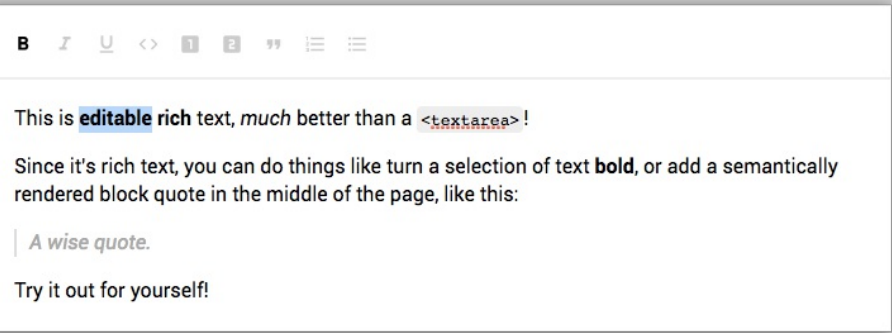 B I U <> 1 2 "
This is editable rich text, much better than a <textarea>!
Since it's rich text, you can do things like turn a selection of text bold, or add a semantically
rendered block quote in the middle of the page, like this:
A wise quote.
Try it out for yourself!